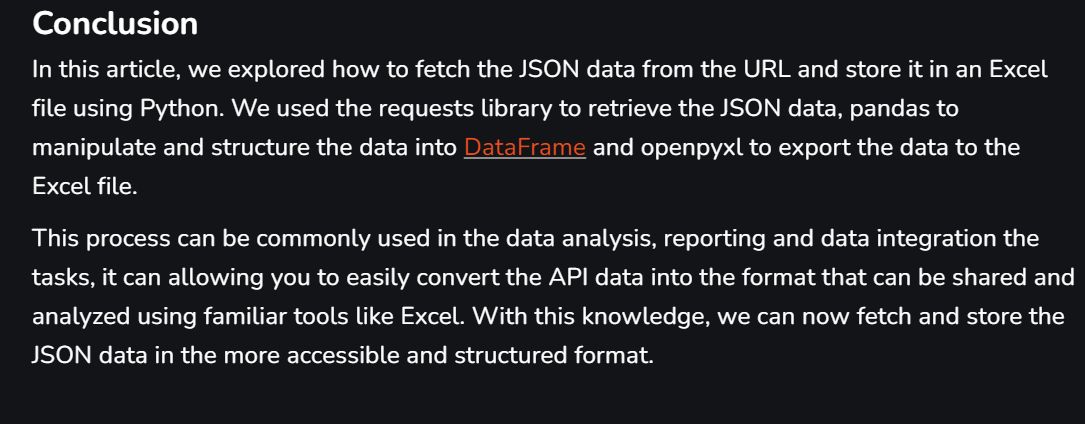 Conclusion
In this article, we explored how to fetch the JSON data from the URL and store it in an Excel
file using Python. We used the requests library to retrieve the JSON data, pandas to
manipulate and structure the data into DataFrame and openpyxl to export the data to the
Excel file.
This process can be commonly used in the data analysis, reporting and data integration the
tasks, it can allowing you to easily convert the API data into the format that can be shared and
analyzed using familiar tools like Excel. With this knowledge, we can now fetch and store the
JSON data in the more accessible and structured format.